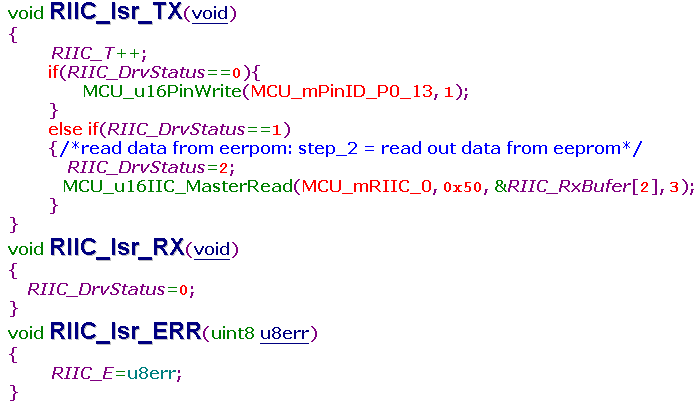 void RIIC_Isr_TX(void)
{
RIIC_T++;
if(RIIC_DrvStatus==0){
MCU_u16PinWrite(MCU_mPinID_P0_13, 1);
}
else if(RIIC_DrvStatus==1)
{/*read data from eerpom: step_2 = read out data from eeprom*/
RIIC_DrvStatus=2;
MCU_u16IIC_MasterRead(MCU_mRIIC_0, 0x50, &RIIC_RxBufer[2], 3);
}
}
void RIIC_Isr_RX(void)
{
RIIC_DrvStatus=0;
}
void RIIC_Isr_ERR(uint8 u8err)
{
RIIC_E=u8err;
}